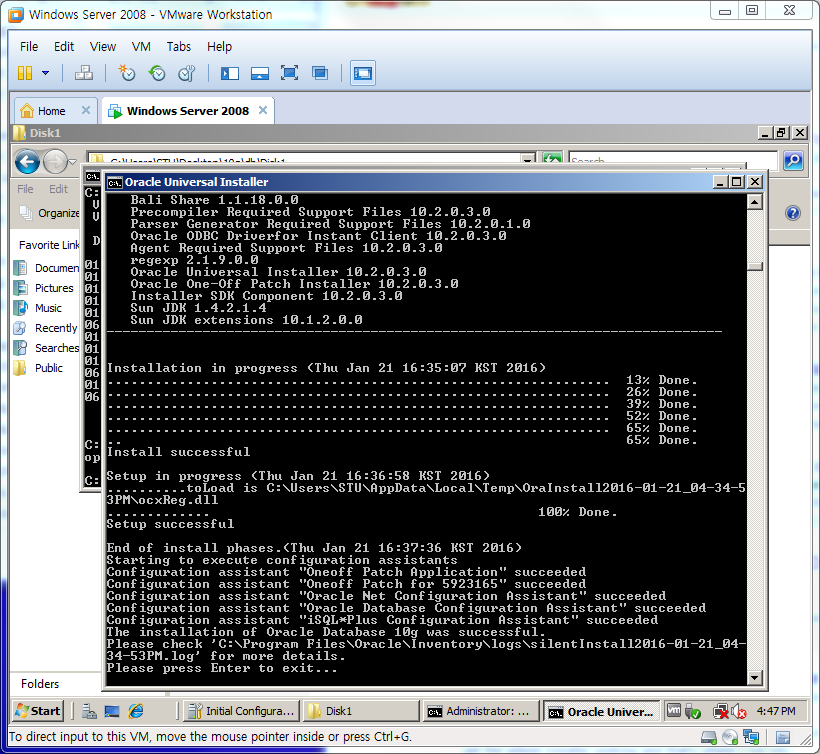 Windows Server 2008 - VMware Workstation
File Edit View VM Tabs Help
Home
Windows Server 2008
Disk1
C:\Users\STU\Desktop\10g\db\Disk1
Search
File Edit
Organize
Favorite Link
Documen
Pictures
Music
Recently
Searches
Public
Folders
Oracle Universal Installer
Bali Share 1.1.18.0.0
Precompiler Required Support Files 10.2.0.3.0
Parser Generator Required Support Files 10.2.0.1.0
Oracle ODBC Driverfor Instant Client 10.2.0.3.0
Agent Required Support Files 10.2.0.3.0
regexp 2.1.9.0.0
Oracle Universal Installer 10.2.0.3.0
Oracle One-Off Patch Installer 10.2.0.3.0
Installer SDK Component 10.2.0.3.0
Sun JDK 1.4.2.1.4
Sun JDK extensions 10.1.2.0.0
-----------------------------------------------------------------------------
Installation in progress (Thu Jan 21 16:35:07 KST 2016)
............................................................... 13% Done.
............................................................... 26% Done.
............................................................... 39% Done.
............................................................... 52% Done.
............................................................... 65% Done.
.. 65% Done.
Install successful
Setup in progress (Thu Jan 21 16:36:58 KST 2016)
..........toLoad is C:\Users\STU\AppData\Local\Temp\OraInstall2016-01-21_04-34-5
3PM\ocxReg.dll
............. 100% Done.
Setup successful
End of install phases.(Thu Jan 21 16:37:36 KST 2016)
Starting to execute configuration assistants
Configuration assistant "Oneoff Patch Application" succeeded
Configuration assistant "Oneoff Patch for 5923165" succeeded
Configuration assistant "Oracle Net Configuration Assistant" succeeded
Configuration assistant "Oracle Database Configuration Assistant" succeeded
Configuration assistant "iSQL*Plus Configuration Assistant" succeeded
The installation of Oracle Database 10g was successful.
Please check 'C:\Program Files\Oracle\Inventory\logs\silentInstall2016-01-21_04-
34-53PM.log' for more details.
Please press Enter to exit...
Start
Initial Configura...
Disk1
Administrator: ...
Oracle Univer...
4:47 PM
To direct input to this VM, move the mouse pointer inside or press Ctrl+G.